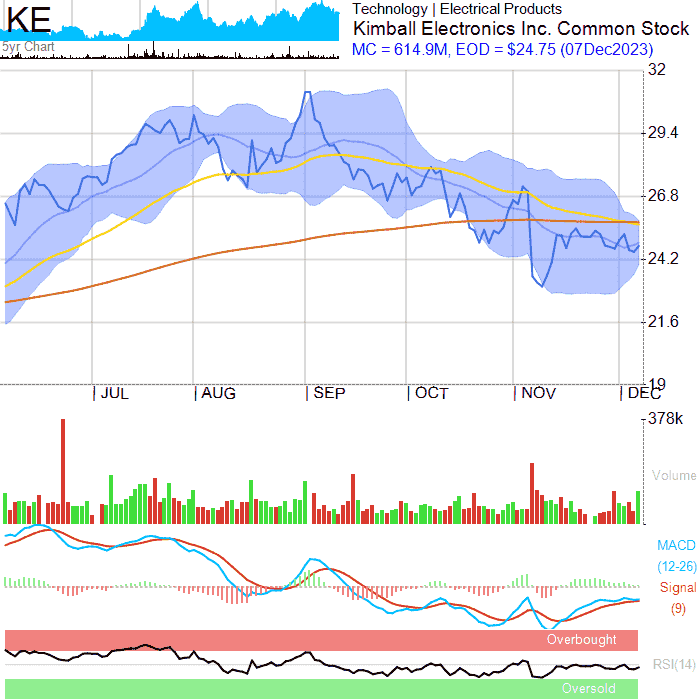 KE
5yr Chart
Technology | Electrical Products
Kimball Electronics Inc. Common Stock
MC = 614.9M, EOD = $24.75 (07Dec2023)
32
29.4
26.8
24.2
21.6
19
JUL AUG SEP OCT NOV DEC
378k
Volume
MACD
(12-26)
Signal
(9)
Overbought
RSI(14)
Oversold